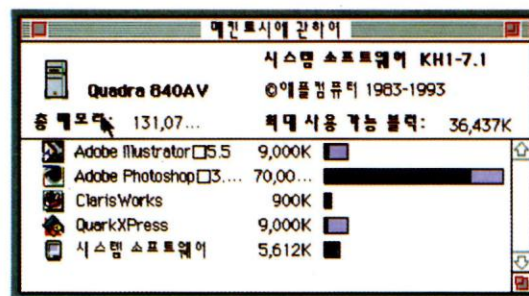 매킨토시에 관하여
시스템 소프트웨어 KH1-7.1
Quadra 840AV
©애플컴퓨터 1983-1993
총 메모리: 131,07... 최대 사용 가능 블럭: 36,437K
Adobe Illustrator□5.5 9,000K
Adobe Photoshop□3.... 70,00...
ClarisWorks 900K
QuarkXPress 9,000K
시스템 소프트웨어 5,612K